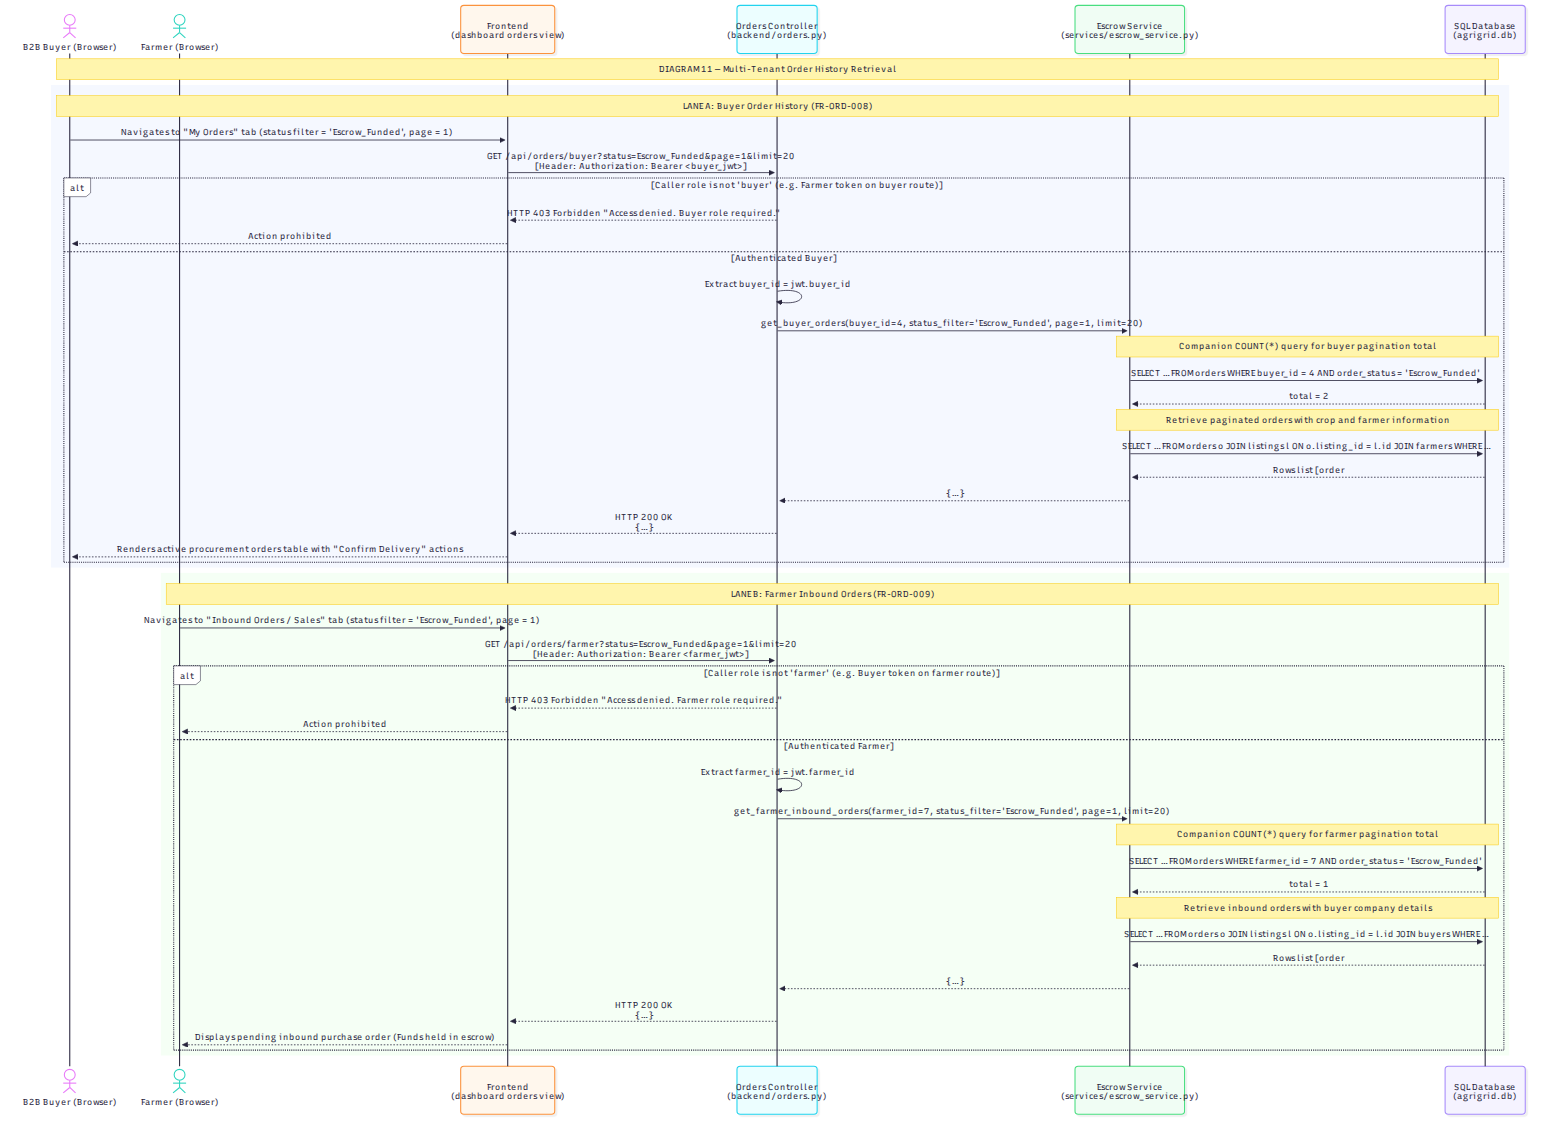 B2B Buyer (Browser)
Farmer (Browser)
Frontend
(dashboard orders view)
Orders Controller
(backend/orders.py)
Escrow Service
(services/escrow_service.py)
SQL Database
(agrigrid.db)
DIAGRAM 11 — Multi-Tenant Order History Retrieval
LANE A: Buyer Order History (FR-ORD-008)
Navigates to "My Orders" tab (status filter = 'Escrow_Funded', page = 1)
GET /api/orders/buyer?status=Escrow_Funded&page=1&limit=20
[Header: Authorization: Bearer <buyer_jwt>]
alt
[Caller role is not 'buyer' (e.g. Farmer token on buyer route)]
HTTP 403 Forbidden "Access denied. Buyer role required."
Action prohibited
[Authenticated Buyer]
Extract buyer_id = jwt.buyer_id
get_buyer_orders(buyer_id=4, status_filter='Escrow_Funded', page=1, limit=20)
Companion COUNT(*) query for buyer pagination total
SELECT ... FROM orders WHERE buyer_id = 4 AND order_status = 'Escrow_Funded'
total = 2
Retrieve paginated orders with crop and farmer information
SELECT ... FROM orders o JOIN listings l ON o.listing_id = l.id JOIN farmers WHERE ...
Rows list [order
{...}
HTTP 200 OK
{...}
Renders active procurement orders table with "Confirm Delivery" actions
LANE B: Farmer Inbound Orders (FR-ORD-009)
Navigates to "Inbound Orders / Sales" tab (status filter = 'Escrow_Funded', page = 1)
GET /api/orders/farmer?status=Escrow_Funded&page=1&limit=20
[Header: Authorization: Bearer <farmer_jwt>]
alt
[Caller role is not 'farmer' (e.g. Buyer token on farmer route)]
HTTP 403 Forbidden "Access denied. Farmer role required."
Action prohibited
[Authenticated Farmer]
Extract farmer_id = jwt.farmer_id
get_farmer_inbound_orders(farmer_id=7, status_filter='Escrow_Funded', page=1, limit=20)
Companion COUNT(*) query for farmer pagination total
SELECT ... FROM orders WHERE farmer_id = 7 AND order_status = 'Escrow_Funded'
total = 1
Retrieve inbound orders with buyer company details
SELECT ... FROM orders o JOIN listings l ON o.listing_id = l.id JOIN buyers WHERE ...
Rows list [order
{...}
HTTP 200 OK
{...}
Displays pending inbound purchase order (Funds held in escrow)
B2B Buyer (Browser)
Farmer (Browser)
Frontend
(dashboard orders view)
Orders Controller
(backend/orders.py)
Escrow Service
(services/escrow_service.py)
SQL Database
(agrigrid.db)